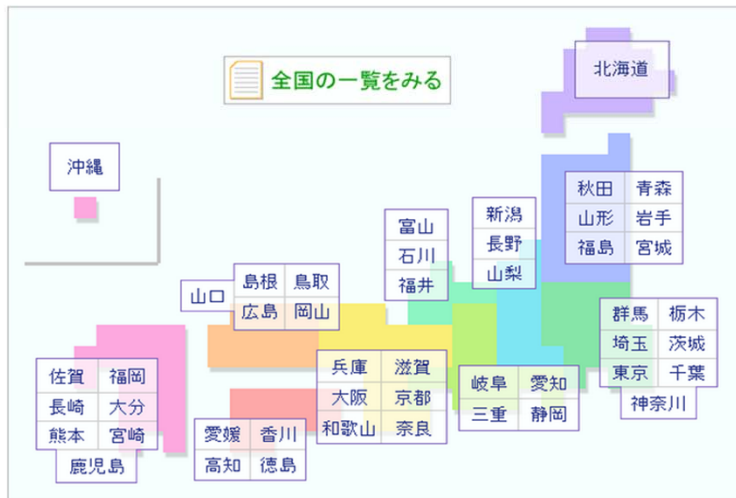 北海道
全国の一覧をみる
沖縄
秋田 青森
山形 岩手
福島 宮城
新潟
長野
山梨
富山
石川
福井
島根 鳥取
広島 岡山
山口
群馬 栃木
埼玉 茨城
東京 千葉
神奈川
兵庫 滋賀
大阪 京都
和歌山 奈良
岐阜 愛知
三重 静岡
佐賀 福岡
長崎 大分
熊本 宮崎
鹿児島
愛媛 香川
高知 徳島